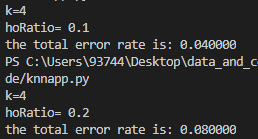 k=4
hoRatio= 0.1
the total error rate is: 0.040000
PS C:\Users\93744\Desktop\data_and_c
de/knnapp.py
k=4
hoRatio= 0.2
the total error rate is: 0.080000